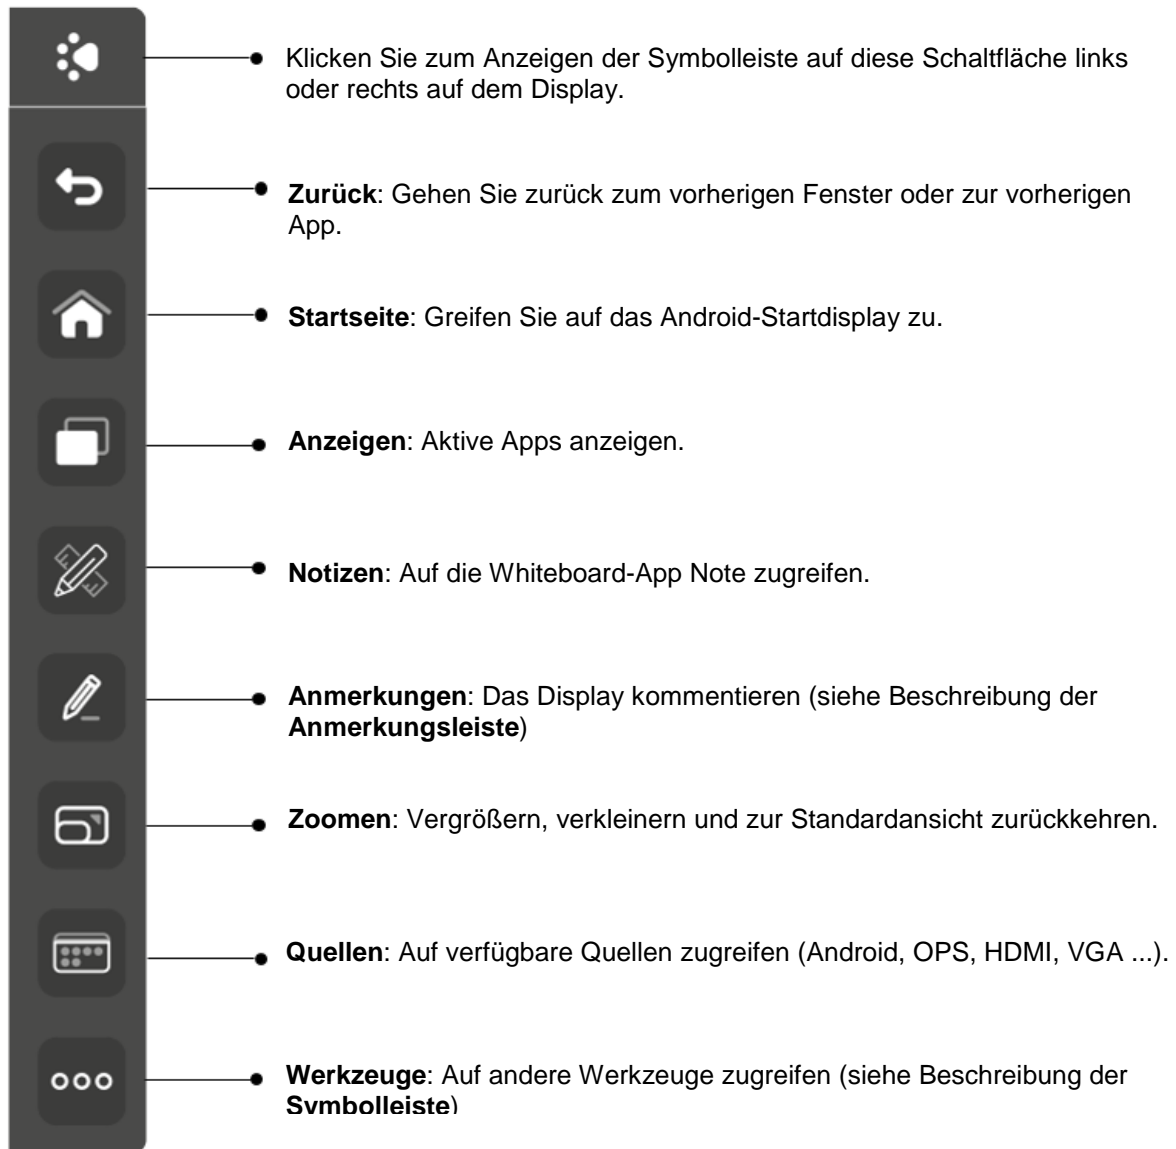 Klicken Sie zum Anzeigen der Symbolleiste auf diese Schaltfläche links
oder rechts auf dem Display.
Zurück: Gehen Sie zurück zum vorherigen Fenster oder zur vorherigen
App.
Startseite: Greifen Sie auf das Android-Startdisplay zu.
Anzeigen: Aktive Apps anzeigen.
Notizen: Auf die Whiteboard-App Note zugreifen.
Anmerkungen: Das Display kommentieren (siehe Beschreibung der
Anmerkungsleiste)
Zoomen: Vergrößern, verkleinern und zur Standardansicht zurückkehren.
Quellen: Auf verfügbare Quellen zugreifen (Android, OPS, HDMI, VGA ...).
Werkzeuge: Auf andere Werkzeuge zugreifen (siehe Beschreibung der
Symbolleiste)